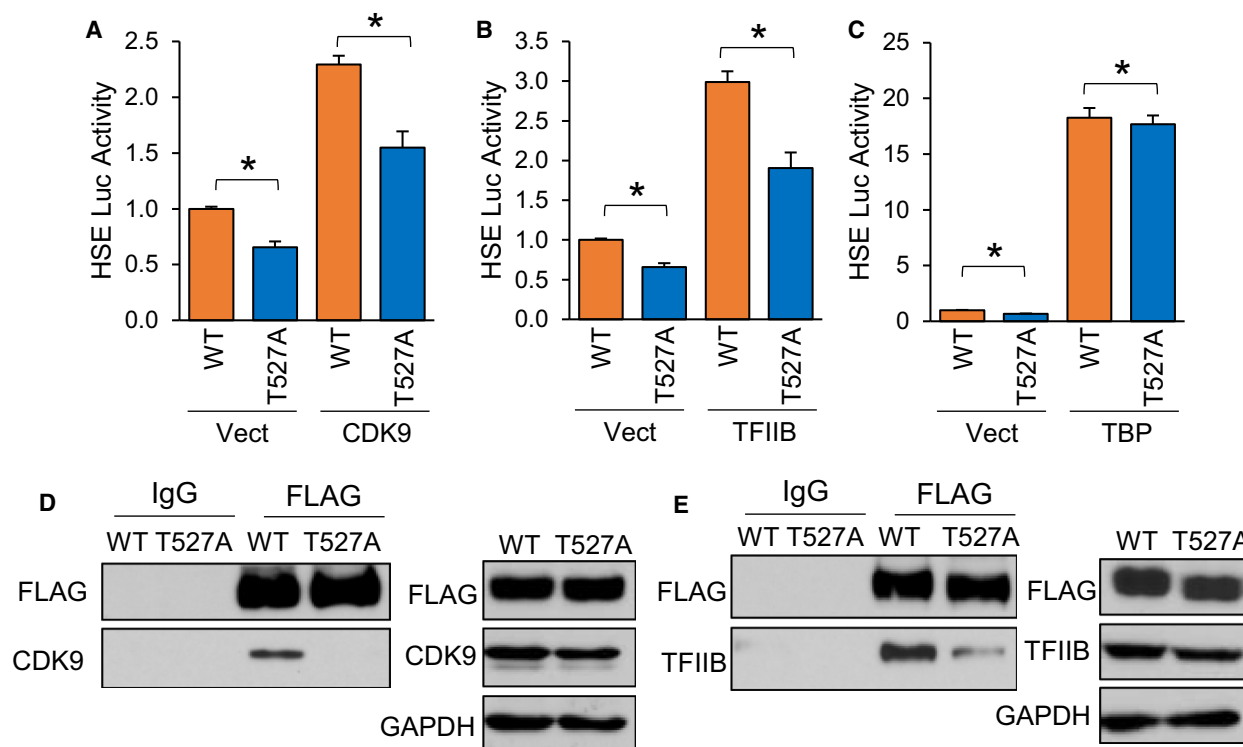 A
HSE Luc Activity
2.5
2.0
1.5
1.0
0.5
0.0
*
*
WT
T527A
WT
T527A
Vect
CDK9
B
HSE Luc Activity
3.5
3.0
2.5
2.0
1.5
1.0
0.5
0.0
*
*
WT
T527A
WT
T527A
Vect
TFIIB
C
HSE Luc Activity
25
20
15
10
5
0
*
*
WT
T527A
WT
T527A
Vect
TBP
D
IgG FLAG
WT T527A WT T527A
FLAG
CDK9
WT T527A
FLAG
CDK9
GAPDH
E
IgG FLAG
WT T527A WT T527A
FLAG
TFIIB
WT T527A
FLAG
TFIIB
GAPDH